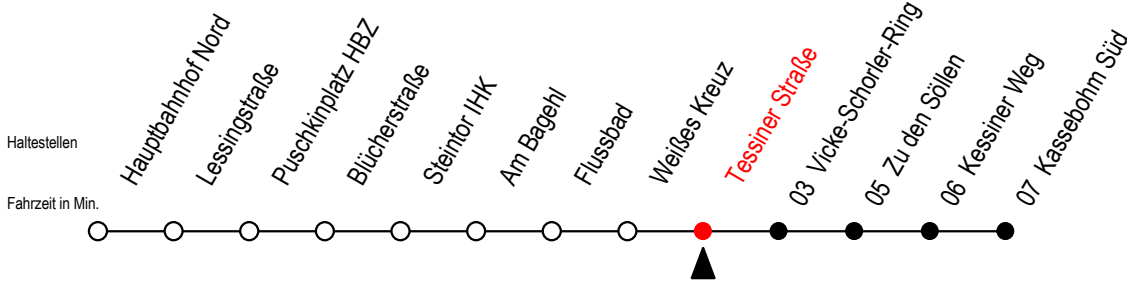 Haltestellen
Fahrzeit in Min.
Hauptbahnhof Nord
Lessingstraße
Puschkinplatz HBZ
Blücherstraße
Steintor IHK
Am Bagehl
Flussbad
Weißes Kreuz
Tessiner Straße
03 Vicke-Schorler-Ring
05 Zu den Söllen
06 Kessiner Weg
07 Kassebohm Süd